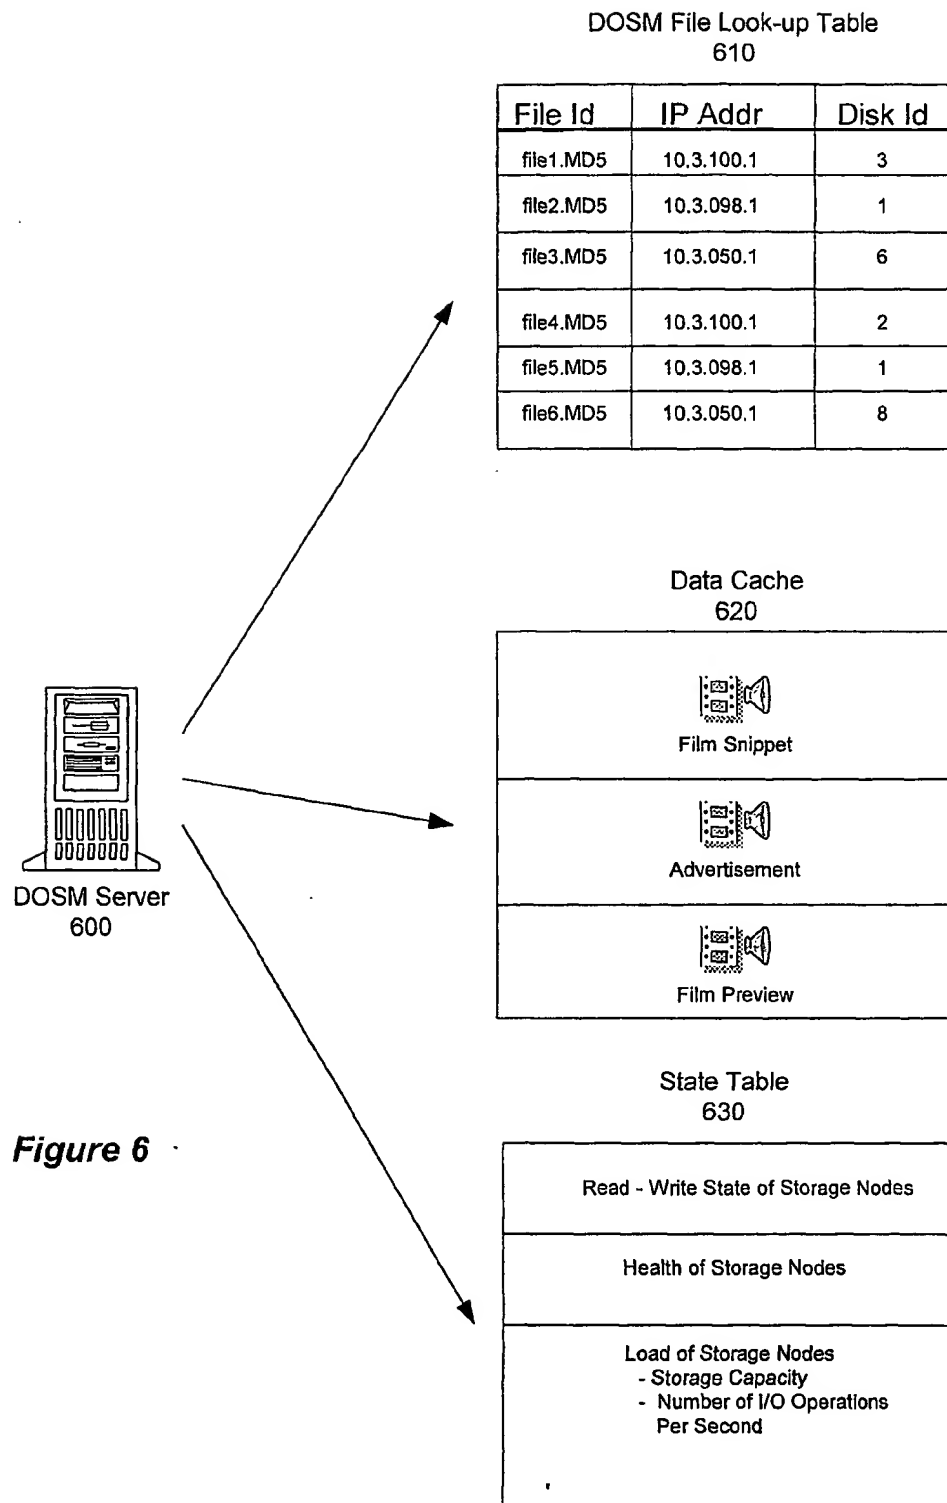 DOSM File Look-up Table
610
File Id IP Addr Disk Id
file1.MD5 10.3.100.1 3
file2.MD5 10.3.098.1 1
file3.MD5 10.3.050.1 6
file4.MD5 10.3.100.1 2
file5.MD5 10.3.098.1 1
file6.MD5 10.3.050.1 8
Data Cache
620
Film Snippet
Advertisement
Film Preview
DOSM Server
600
State Table
630
Read - Write State of Storage Nodes
Health of Storage Nodes
Load of Storage Nodes
- Storage Capacity
- Number of I/O Operations
Per Second
Figure 6